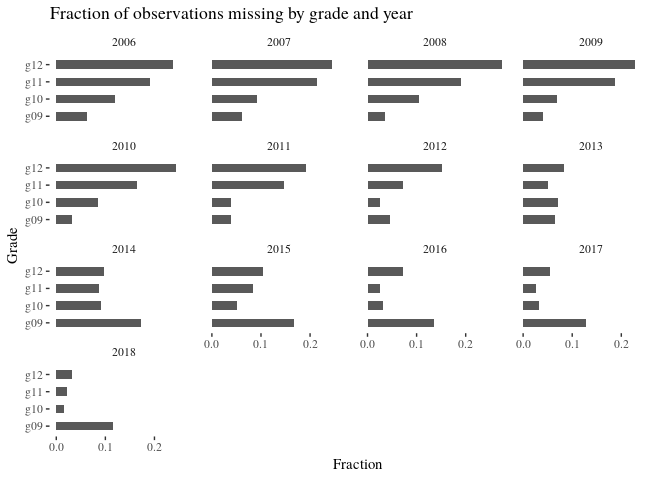 Fraction of observations missing by grade and year
2006 2007 2008 2009
g12
g11
g10
g09
2010 2011 2012 2013
g12
g11
g10
g09
Grade
2014 2015 2016 2017
g12
g11
g10
g09
0.0 0.1 0.2 0.0 0.1 0.2 0.0 0.1 0.2
2018
g12
g11
g10
g09
0.0 0.1 0.2
Fraction